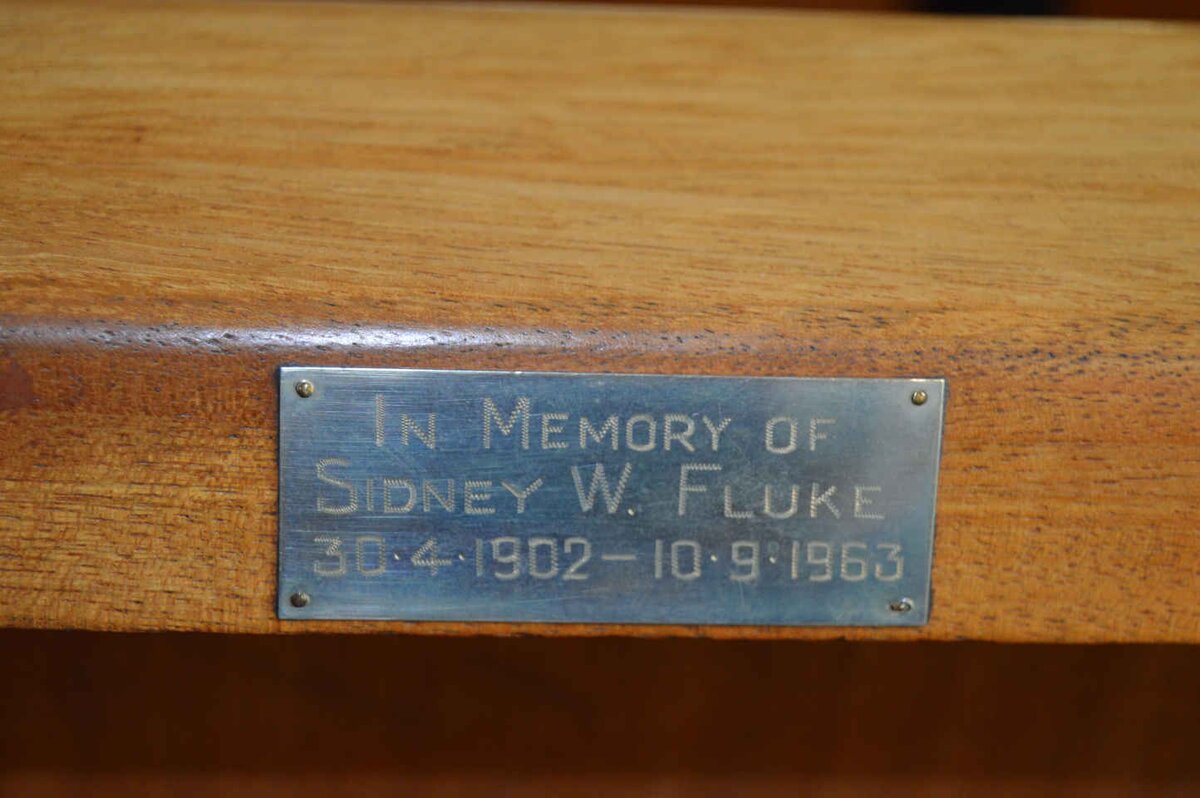 In Memory of
Sidney W. Fluke
30·4·1902–10·9·1963